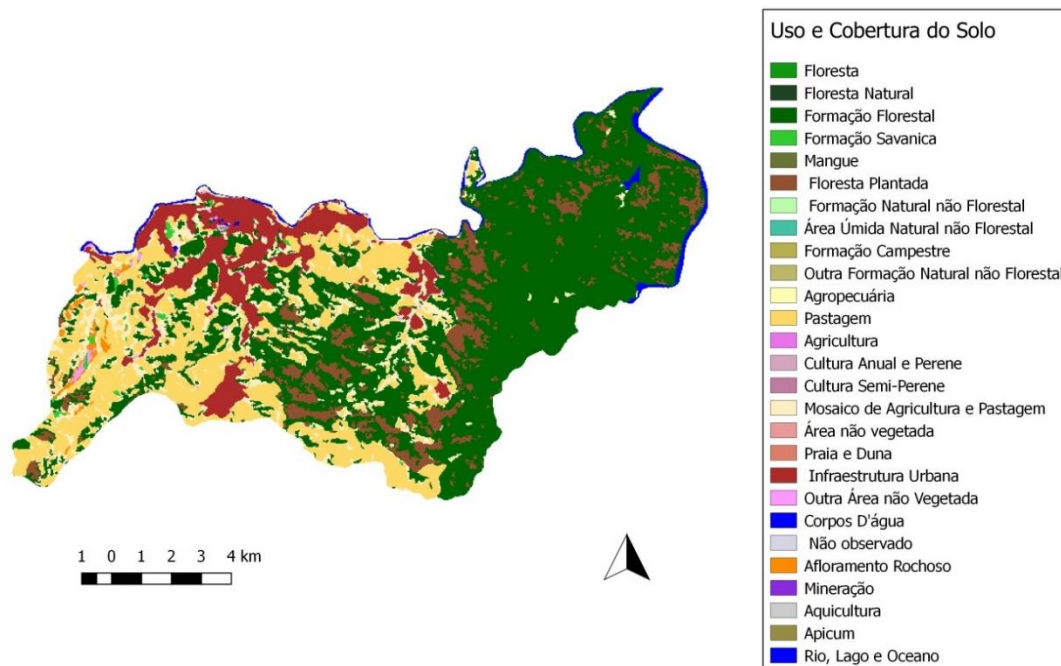 Uso e Cobertura do Solo
Floresta
Floresta Natural
Formação Florestal
Formação Savanica
Mangue
Floresta Plantada
Formação Natural não Florestal
Área Úmida Natural não Florestal
Formação Campestre
Outra Formação Natural não Florestal
Agropecuária
Pastagem
Agricultura
Cultura Anual e Perene
Cultura Semi-Perene
Mosaico de Agricultura e Pastagem
Área não vegetada
Praia e Duna
Infraestrutura Urbana
Outra Área não Vegetada
Corpos D'água
Não observado
Afloramento Rochoso
Mineração
Aquicultura
Apicum
Rio, Lago e Oceano
1 0 1 2 3 4 km